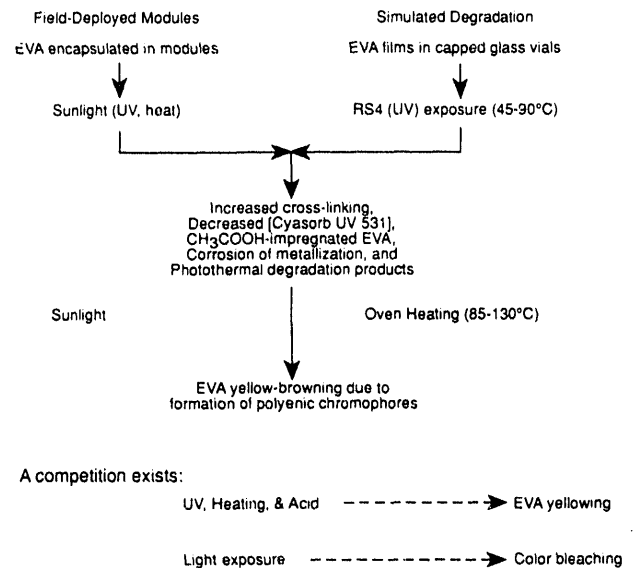 Field-Deployed Modules
Simulated Degradation
EVA encapsulated in modules
EVA films in capped glass vials
Sunlight (UV, heat)
RS4 (UV) exposure (45-90°C)
Increased cross-linking,
Decreased [Cyasorb UV 531],
CH3COOH-impregnated EVA,
Corrosion of metallization, and
Photothermal degradation products
Sunlight
Oven Heating (85-130°C)
EVA yellow-browning due to
formation of polyenic chromophores
A competition exists:
UV, Heating, & Acid
EVA yellowing
Light exposure
Color bleaching